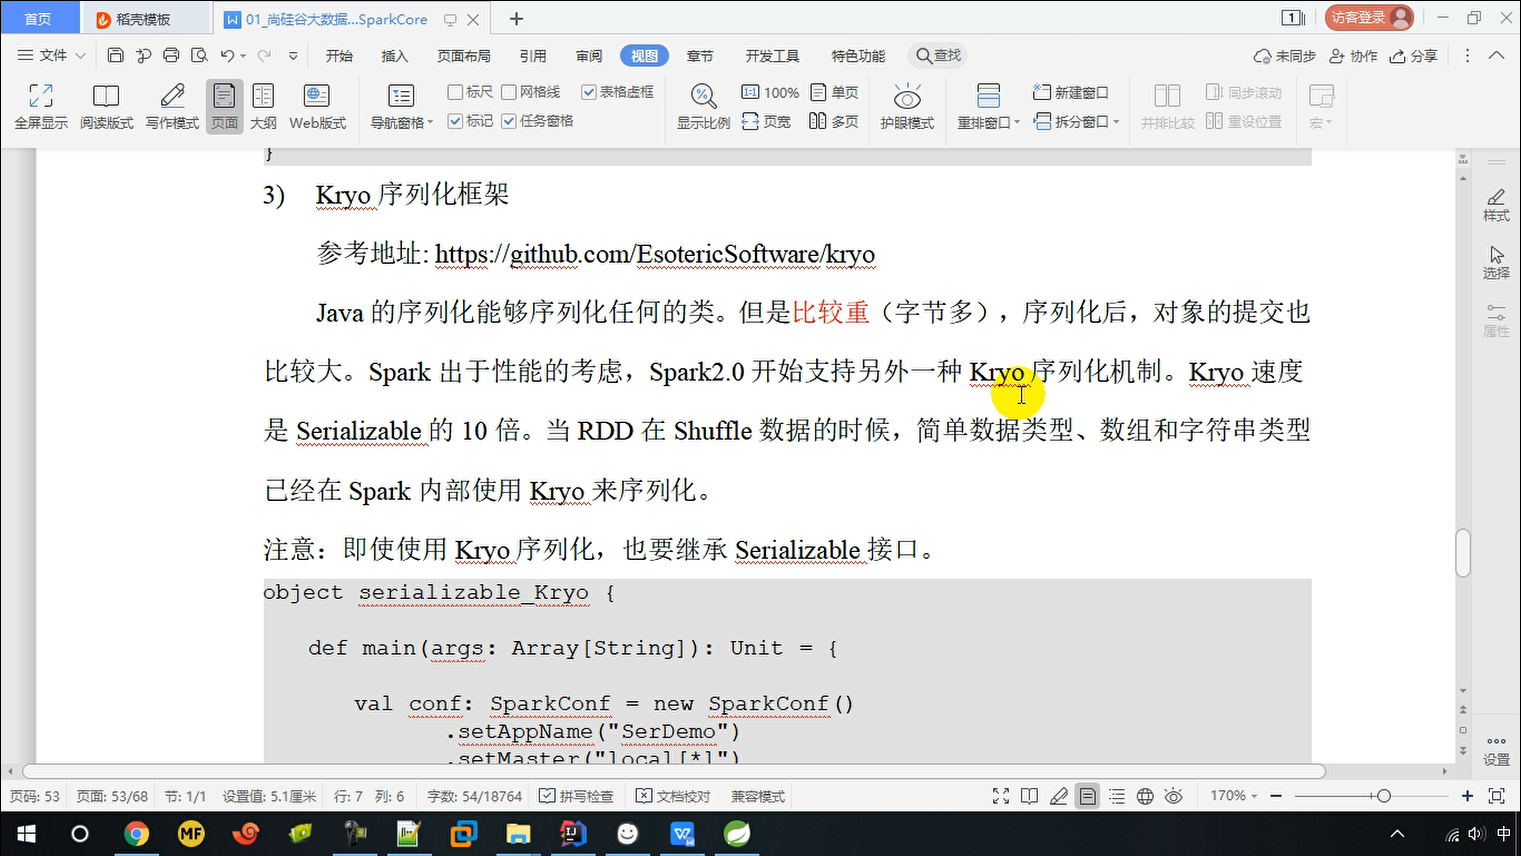 首页
稻壳模板
01_尚硅谷大数据...SparkCore
访客登录
文件
开始
插入
页面布局
引用
审阅
视图
章节
开发工具
特色功能
查找
未同步
协作
分享
全屏显示
阅读版式
写作模式
页面
大纲
Web版式
导航窗格
标尺
网格线
表格虚框
标记
任务窗格
显示比例
100%
页宽
单页
多页
护眼模式
重排窗口
新建窗口
拆分窗口
并排比较
同步滚动
重设位置
宏
}
3) Kryo 序列化框架
参考地址: https://github.com/EsotericSoftware/kryo
Java 的序列化能够序列化任何的类。但是比较重（字节多），序列化后，对象的提交也
比较大。Spark 出于性能的考虑，Spark2.0 开始支持另外一种 Kryo 序列化机制。Kryo 速度
是 Serializable 的 10 倍。当 RDD 在 Shuffle 数据的时候，简单数据类型、数组和字符串类型
已经在 Spark 内部使用 Kryo 来序列化。
注意：即使使用 Kryo 序列化，也要继承 Serializable 接口。
object serializable_Kryo {
def main(args: Array[String]): Unit = {
val conf: SparkConf = new SparkConf()
.setAppName("SerDemo")
.setMaster("local[*]")
样式
选择
属性
设置
页码: 53 页面: 53/68 节: 1/1 设置值: 5.1厘米 行: 7 列: 6 字数: 54/18764 拼写检查 文档校对 兼容模式 170%
中